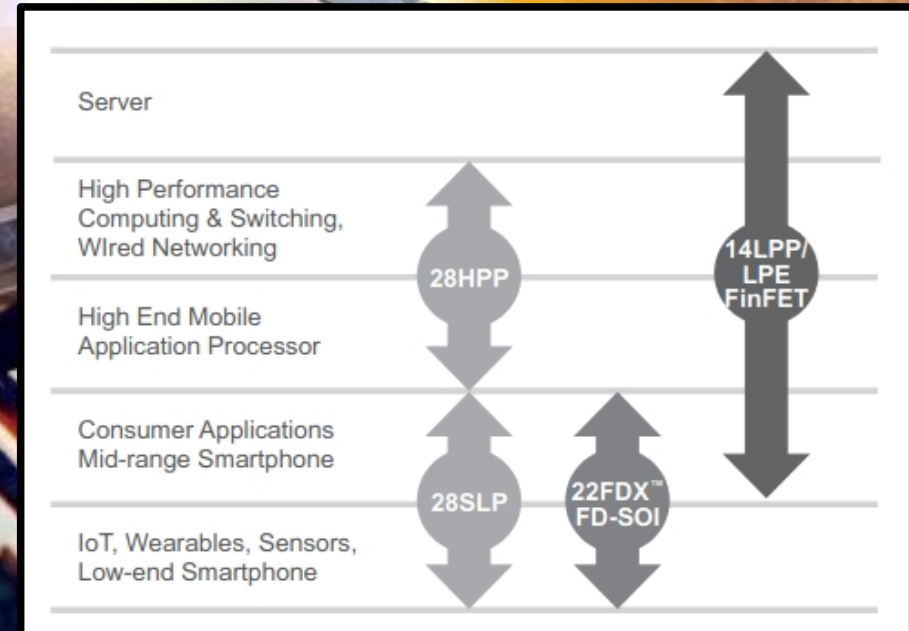 Server
High Performance
Computing & Switching,
WIred Networking
High End Mobile
Application Processor
Consumer Applications
Mid-range Smartphone
IoT, Wearables, Sensors,
Low-end Smartphone
28HPP
28SLP
22FDX™
FD-SOI
14LPP/
LPE
FinFET